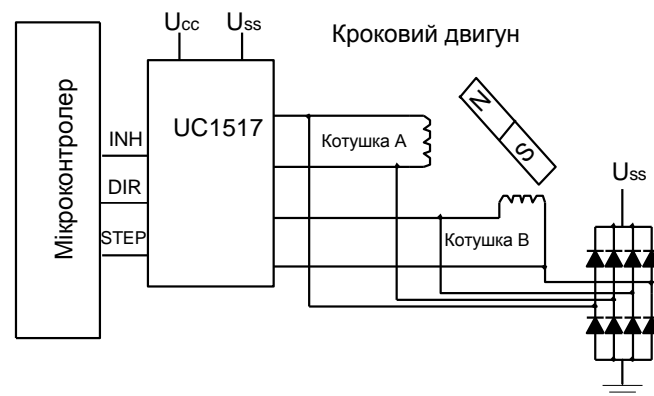 Ucc
Uss
Кроковий двигун
Мікроконтролер
UC1517
INH
DIR
STEP
Котушка A
N
S
Котушка B
Uss